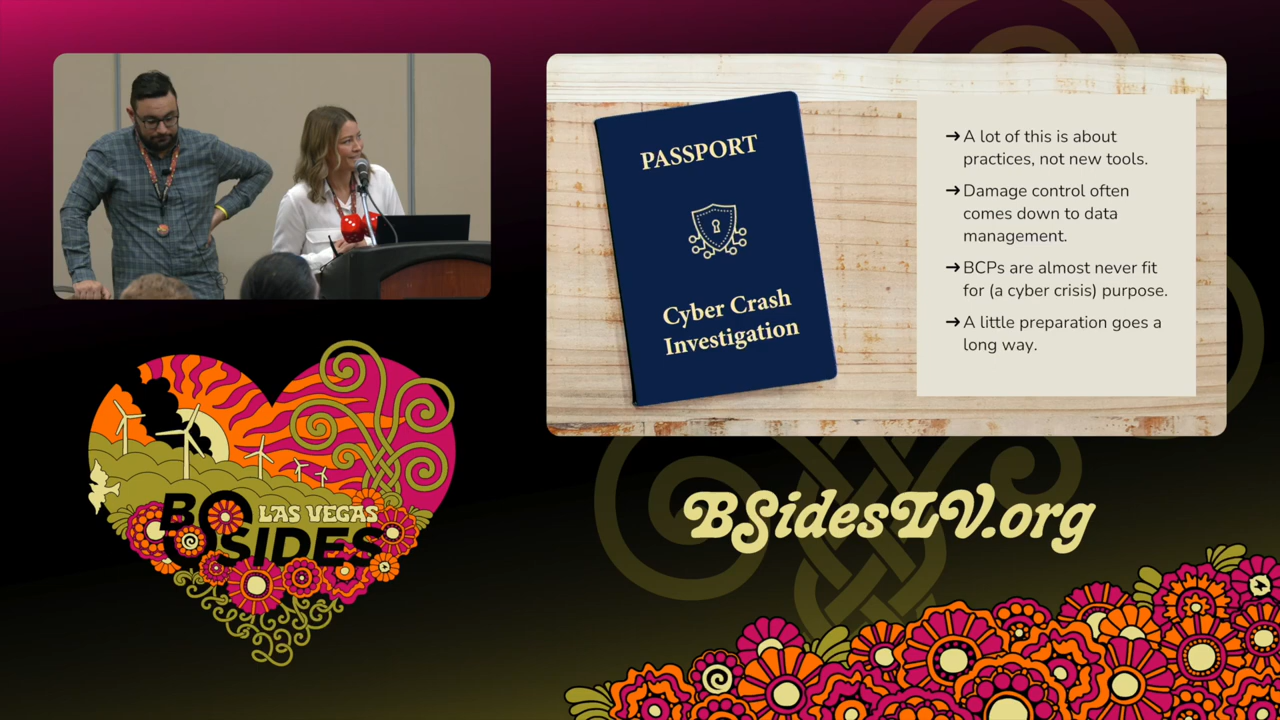 PASSPORT
Cyber Crash
Investigation
→A lot of this is about
practices, not new tools.
→Damage control often
comes down to data
management.
→BCPs are almost never fit
for (a cyber crisis) purpose.
→A little preparation goes a
long way.
BO
LAS VEGAS
SIDES
BSidesLV.org